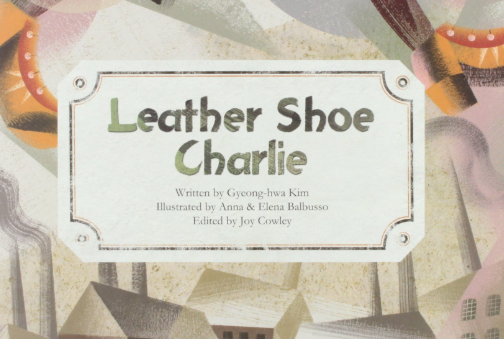 Leather Shoe
Charlie
Written by Gyeong-hwa Kim
Illustrated by Anna & Elena Balbusso
Edited by Joy Cowley